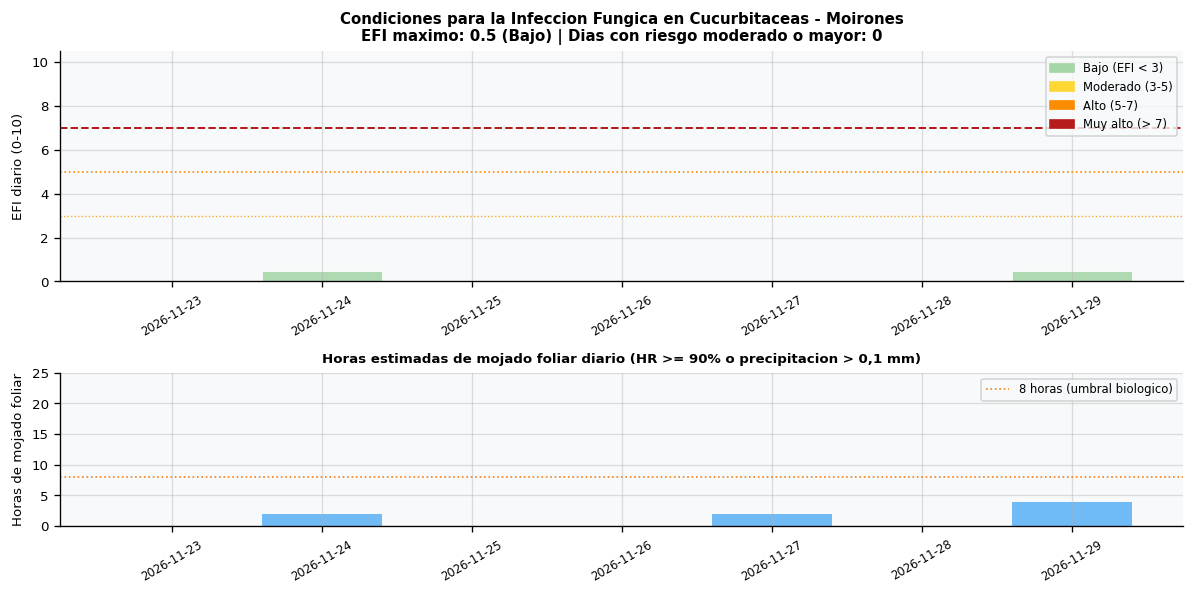 Condiciones para la Infeccion Fungica en Cucurbitaceas - Moirones
EFI maximo: 0.5 (Bajo) | Dias con riesgo moderado o mayor: 0
EFI diario (0-10)
10
8
6
4
2
0
Bajo (EFI < 3)
Moderado (3-5)
Alto (5-7)
Muy alto (> 7)
2026-11-23
2026-11-24
2026-11-25
2026-11-26
2026-11-27
2026-11-28
2026-11-29
Horas estimadas de mojado foliar diario (HR >= 90% o precipitacion > 0,1 mm)
Horas de mojado foliar
25
20
15
10
5
0
8 horas (umbral biologico)
2026-11-23
2026-11-24
2026-11-25
2026-11-26
2026-11-27
2026-11-28
2026-11-29